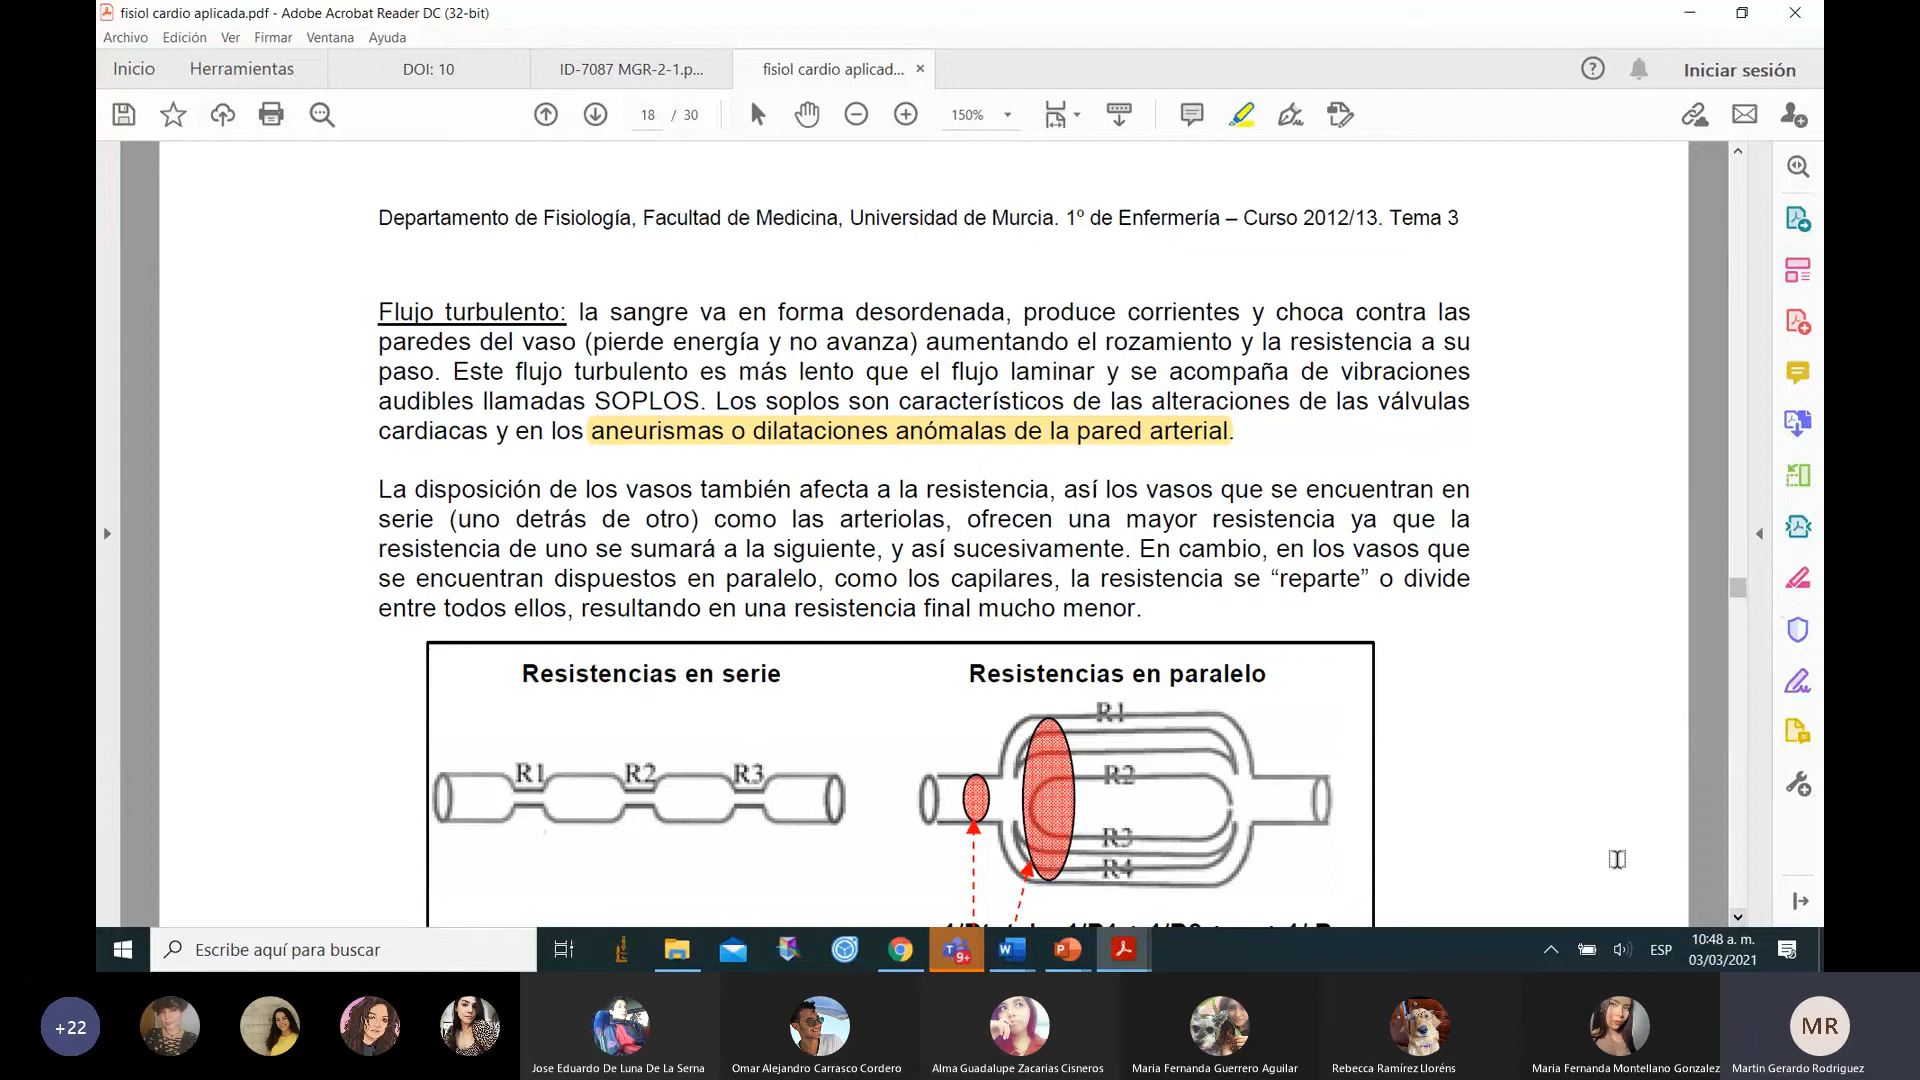 fisiol cardio aplicada.pdf - Adobe Acrobat Reader DC (32-bit)
Archivo Edición Ver Firmar Ventana Ayuda
Inicio Herramientas DOI: 10 ID-7087 MGR-2-1.p... fisiol cardio aplicad... × Iniciar sesión
18 / 30 150%
Departamento de Fisiología, Facultad de Medicina, Universidad de Murcia. 1º de Enfermería – Curso 2012/13. Tema 3
Flujo turbulento: la sangre va en forma desordenada, produce corrientes y choca contra las
paredes del vaso (pierde energía y no avanza) aumentando el rozamiento y la resistencia a su
paso. Este flujo turbulento es más lento que el flujo laminar y se acompaña de vibraciones
audibles llamadas SOPLOS. Los soplos son característicos de las alteraciones de las válvulas
cardiacas y en los aneurismas o dilataciones anómalas de la pared arterial.
La disposición de los vasos también afecta a la resistencia, así los vasos que se encuentran en
serie (uno detrás de otro) como las arteriolas, ofrecen una mayor resistencia ya que la
resistencia de uno se sumará a la siguiente, y así sucesivamente. En cambio, en los vasos que
se encuentran dispuestos en paralelo, como los capilares, la resistencia se “reparte” o divide
entre todos ellos, resultando en una resistencia final mucho menor.
Resistencias en serie Resistencias en paralelo
R1
R1 R2 R3 R2
R3
R4
Escribe aquí para buscar
9+
ESP
10:48 a. m.
03/03/2021
+22
MR
Jose Eduardo De Luna De La Serna Omar Alejandro Carrasco Cordero Alma Guadalupe Zacarias Cisneros Maria Fernanda Guerrero Aguilar Rebecca Ramírez Lloréns Maria Fernanda Montellano Gonzalez Martin Gerardo Rodriguez